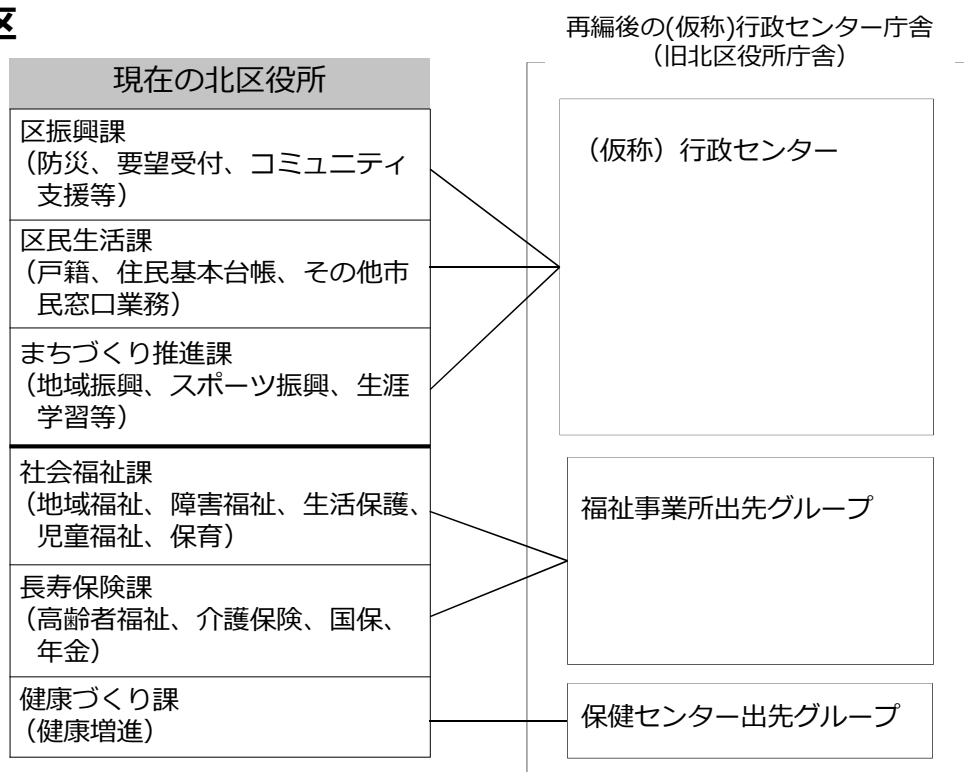 区
再編後の(仮称)行政センター庁舎
（旧北区役所庁舎）
現在の北区役所
区振興課
（防災、要望受付、コミュニティ
支援等）
区民生活課
（戸籍、住民基本台帳、その他市
民窓口業務）
まちづくり推進課
（地域振興、スポーツ振興、生涯
学習等）
社会福祉課
（地域福祉、障害福祉、生活保護、
児童福祉、保育）
長寿保険課
（高齢者福祉、介護保険、国保、
年金）
健康づくり課
（健康増進）
（仮称）行政センター
福祉事業所出先グループ
保健センター出先グループ